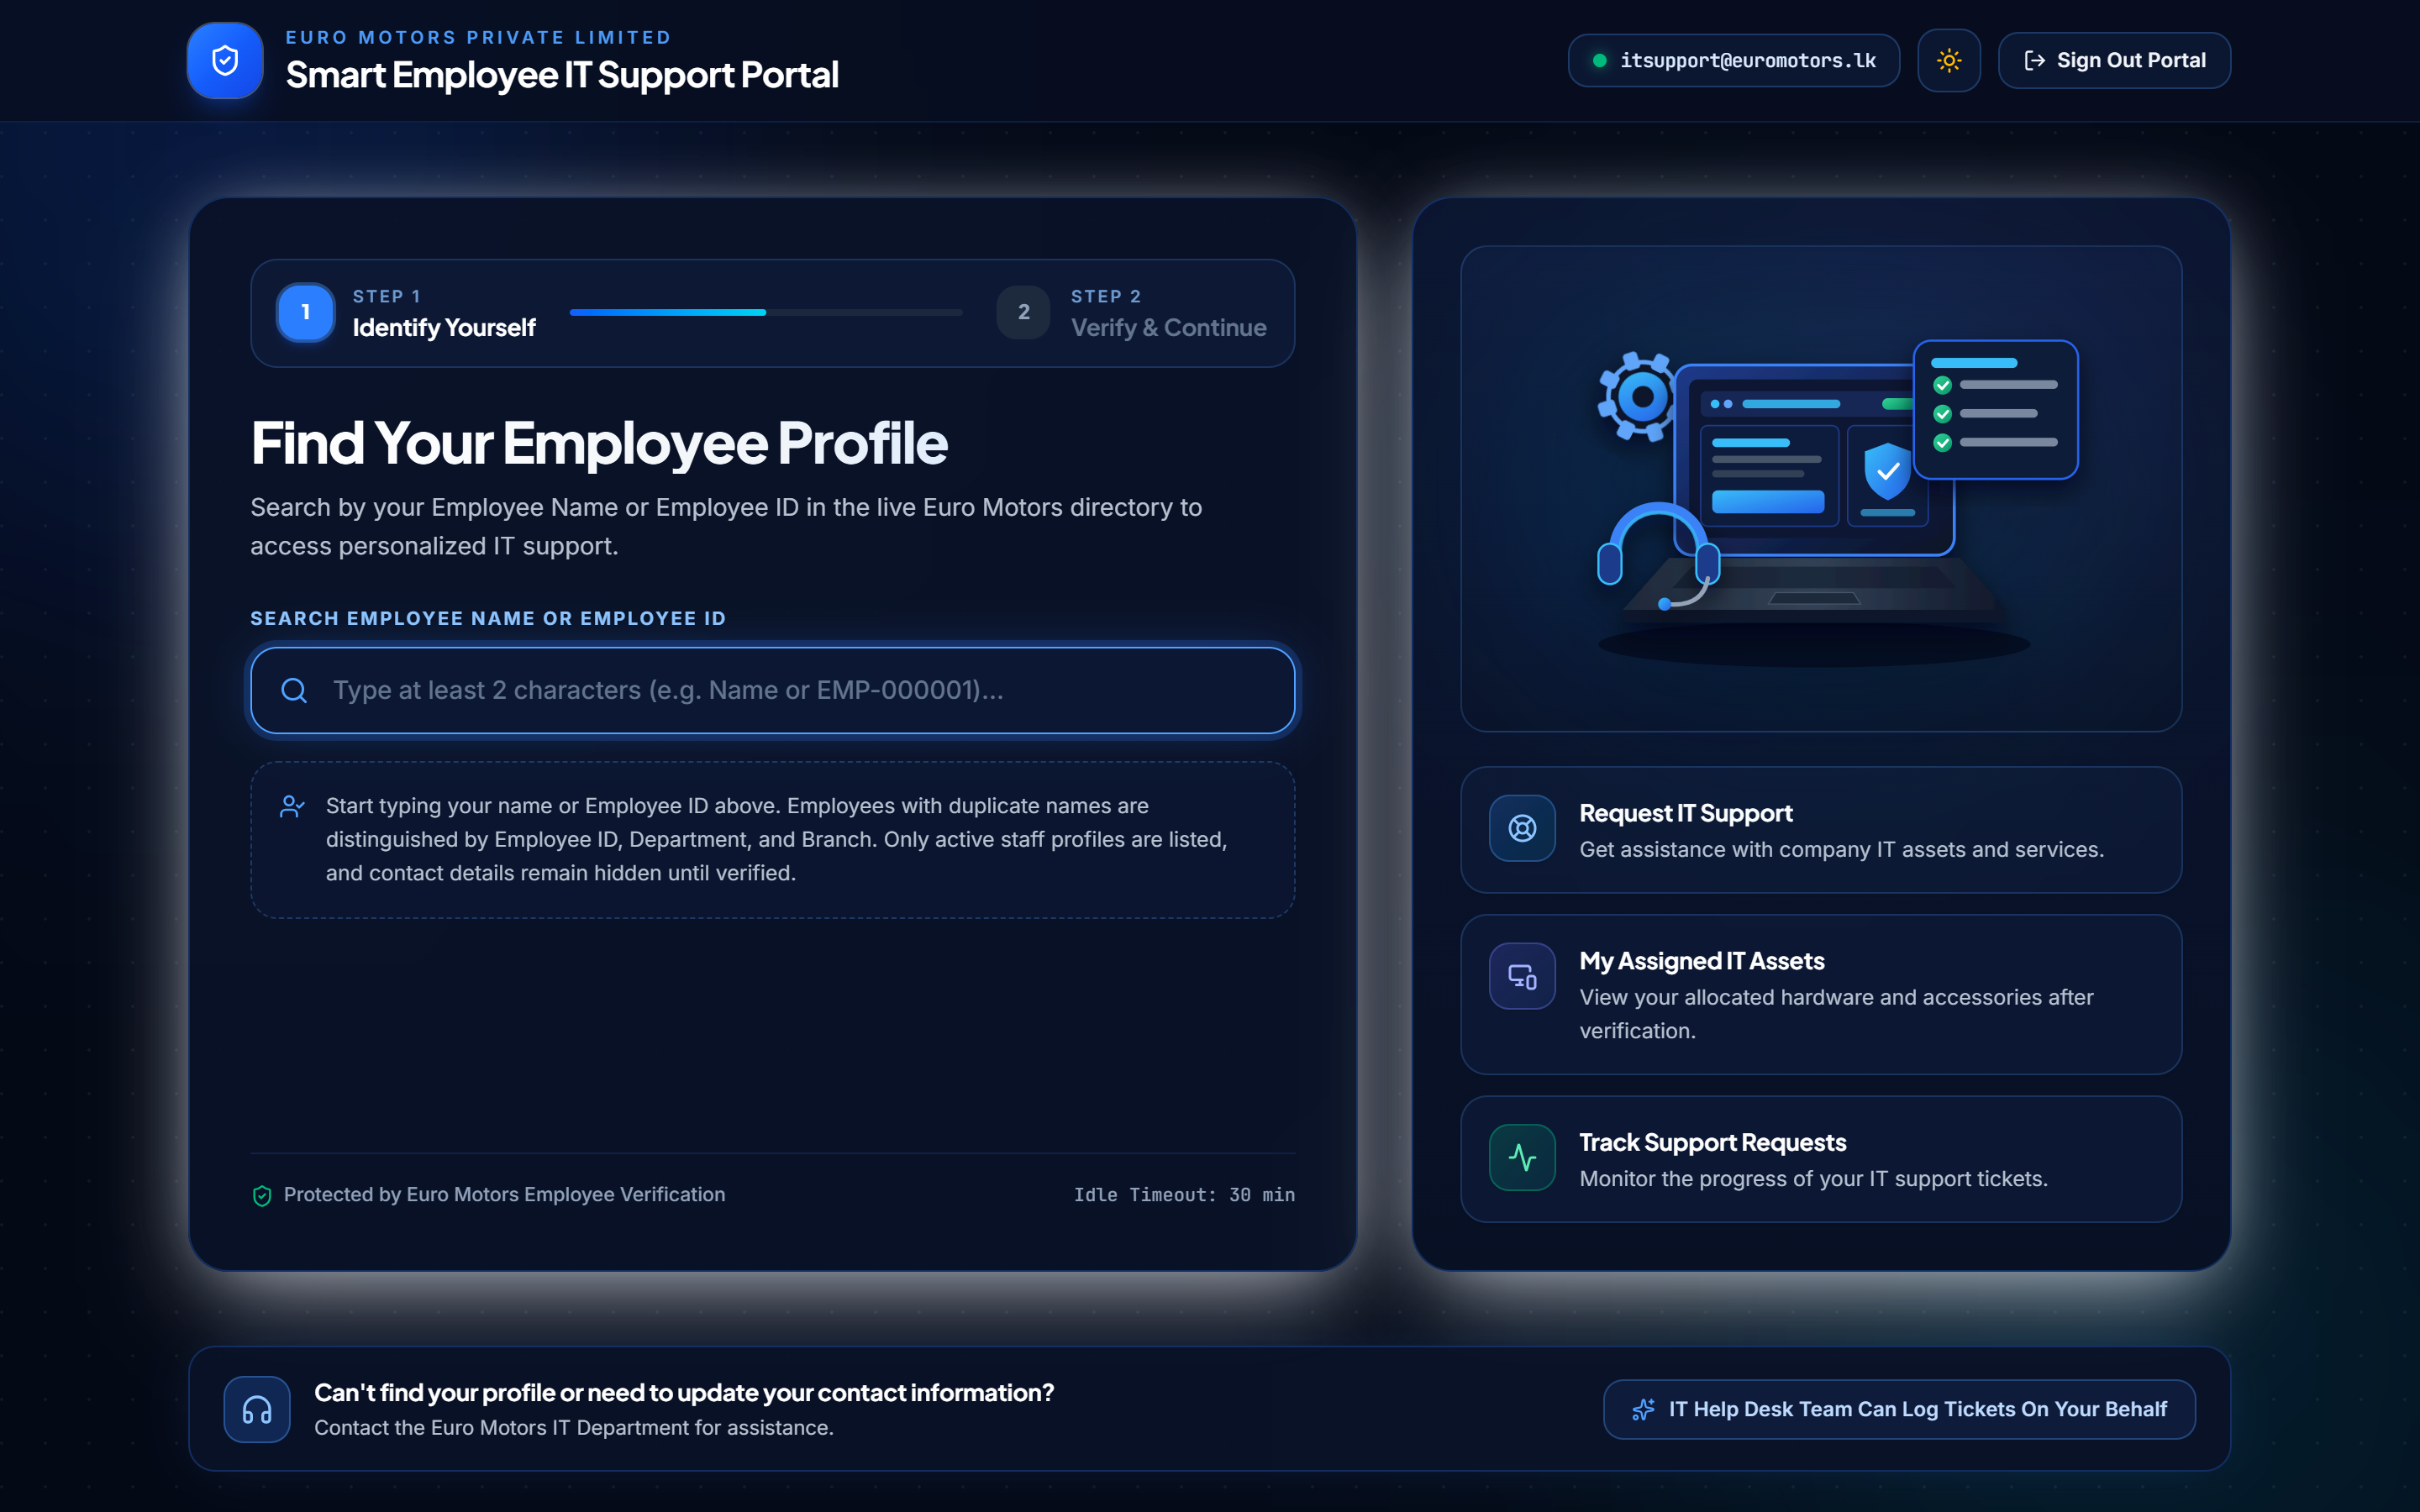 EURO MOTORS PRIVATE LIMITED
Smart Employee IT Support Portal
itsupport@euromotors.lk
Sign Out Portal
1
STEP 1
Identify Yourself
2
STEP 2
Verify & Continue
Find Your Employee Profile
Search by your Employee Name or Employee ID in the live Euro Motors directory to
access personalized IT support.
SEARCH EMPLOYEE NAME OR EMPLOYEE ID
Type at least 2 characters (e.g. Name or EMP-000001)...
Start typing your name or Employee ID above. Employees with duplicate names are
distinguished by Employee ID, Department, and Branch. Only active staff profiles are listed,
and contact details remain hidden until verified.
Protected by Euro Motors Employee Verification
Idle Timeout: 30 min
Request IT Support
Get assistance with company IT assets and services.
My Assigned IT Assets
View your allocated hardware and accessories after
verification.
Track Support Requests
Monitor the progress of your IT support tickets.
Can't find your profile or need to update your contact information?
Contact the Euro Motors IT Department for assistance.
IT Help Desk Team Can Log Tickets On Your Behalf